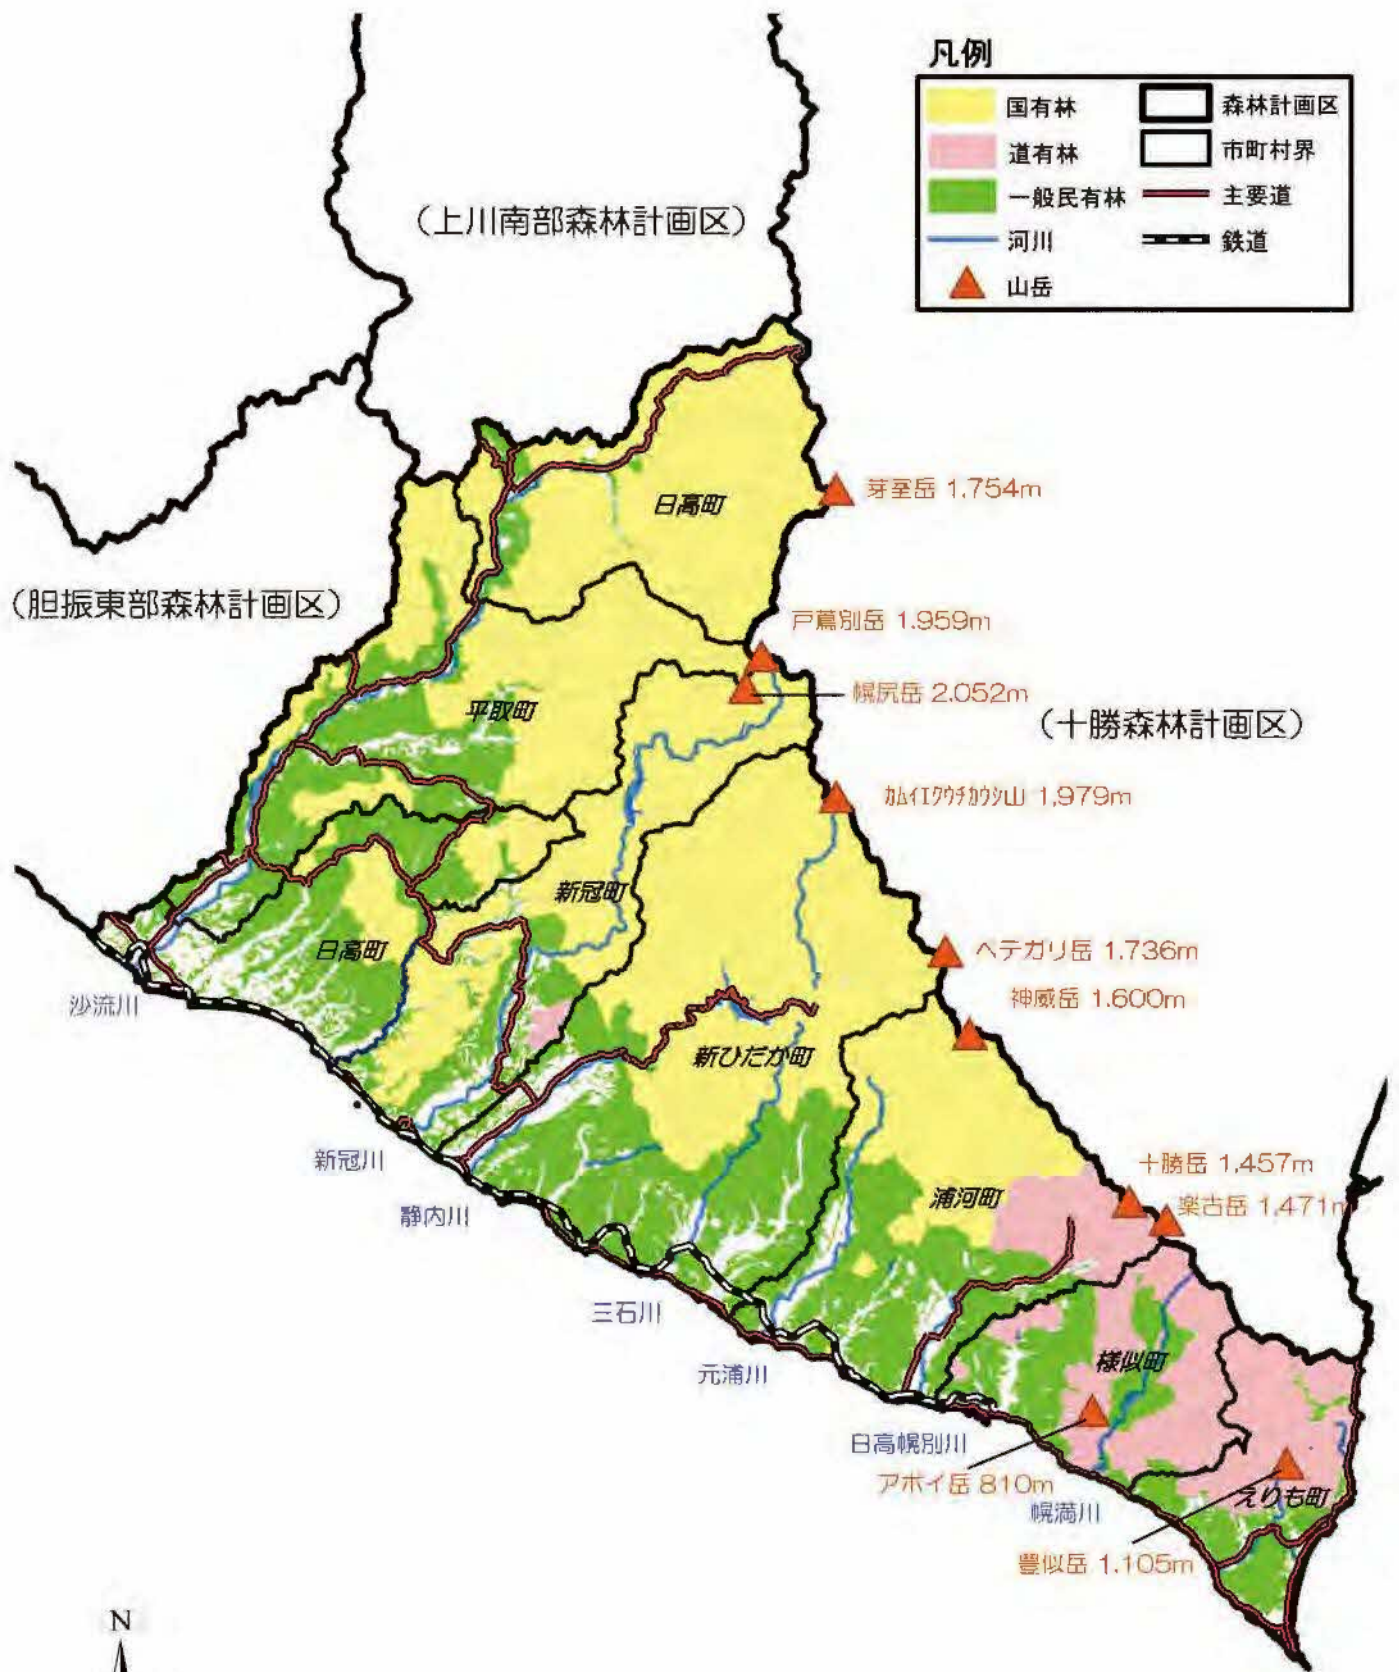 凡例
国有林
森林計画区
道有林
市町村界
一般民有林
主要道
河川
鉄道
山岳
（上川南部森林計画区）
日高町
芽室岳 1.754m
（胆振東部森林計画区）
戸蔦別岳 1.959m
幌尻岳 2.052m
平取町
（十勝森林計画区）
カムイエクウチカウシ山 1,979m
新冠町
日高町
ペテガリ岳 1.736m
神威岳 1.600m
沙流川
新ひだか町
新冠川
十勝岳 1,457m
浦河町
楽古岳 1,471m
静内川
三石川
様似町
元浦川
日高幌別川
アポイ岳 810m
えりも町
幌満川
豊似岳 1.105m
N